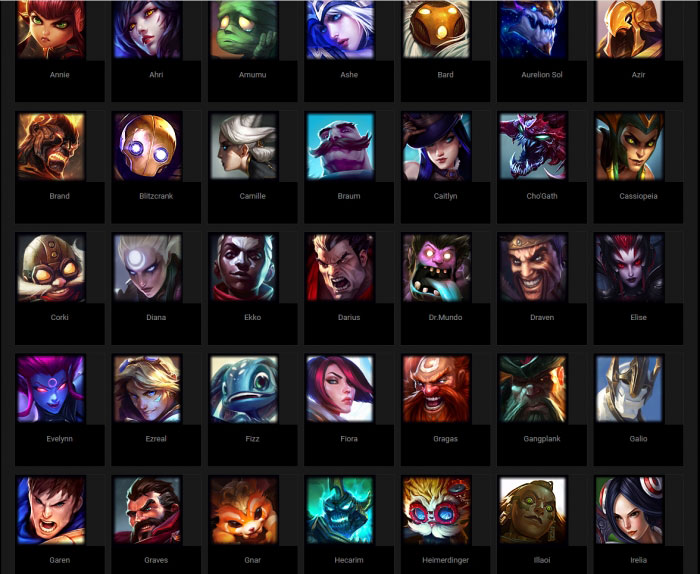 Annie Ahri Amumu Ashe Bard Aurelion Sol Azir
Brand Blitzcrank Camille Braum Caitlyn Cho'Gath Cassiopeia
Corki Diana Ekko Darius Dr.Mundo Draven Elise
Evelynn Ezreal Fizz Fiora Gragas Gangplank Galio
Garen Graves Gnar Hecarim Heimerdinger Illaoi Irelia